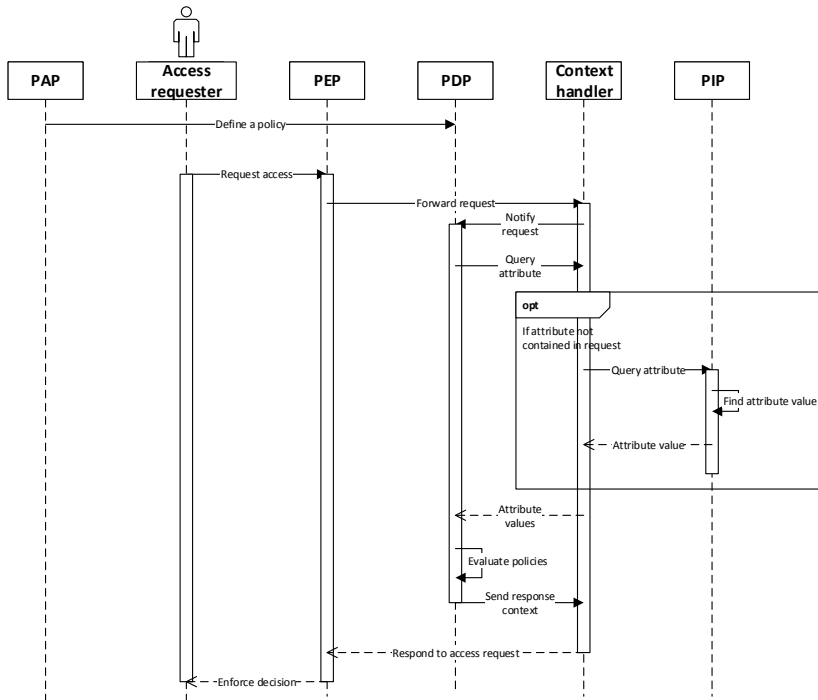 PAP
Access
requester
PEP
PDP
Context
handler
PIP
Define a policy
Request access
Forward request
Notify
request
Query
attribute
opt
If attribute not
contained in request
Query attribute
Find attribute value
Attribute value
Attribute
values
Evaluate policies
Send response
context
Respond to access request
Enforce decision